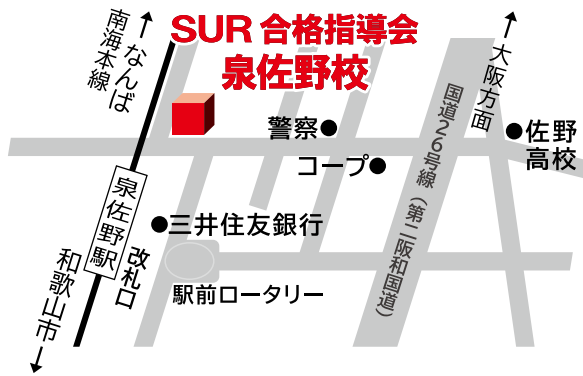 SUR 合格指導会
泉佐野校
南海本線
なんば
大阪方面
国道26号線（第二阪和国道）
警察
佐野
高校
コープ
三井住友銀行
泉佐野駅
改札口
駅前ロータリー
和歌山市